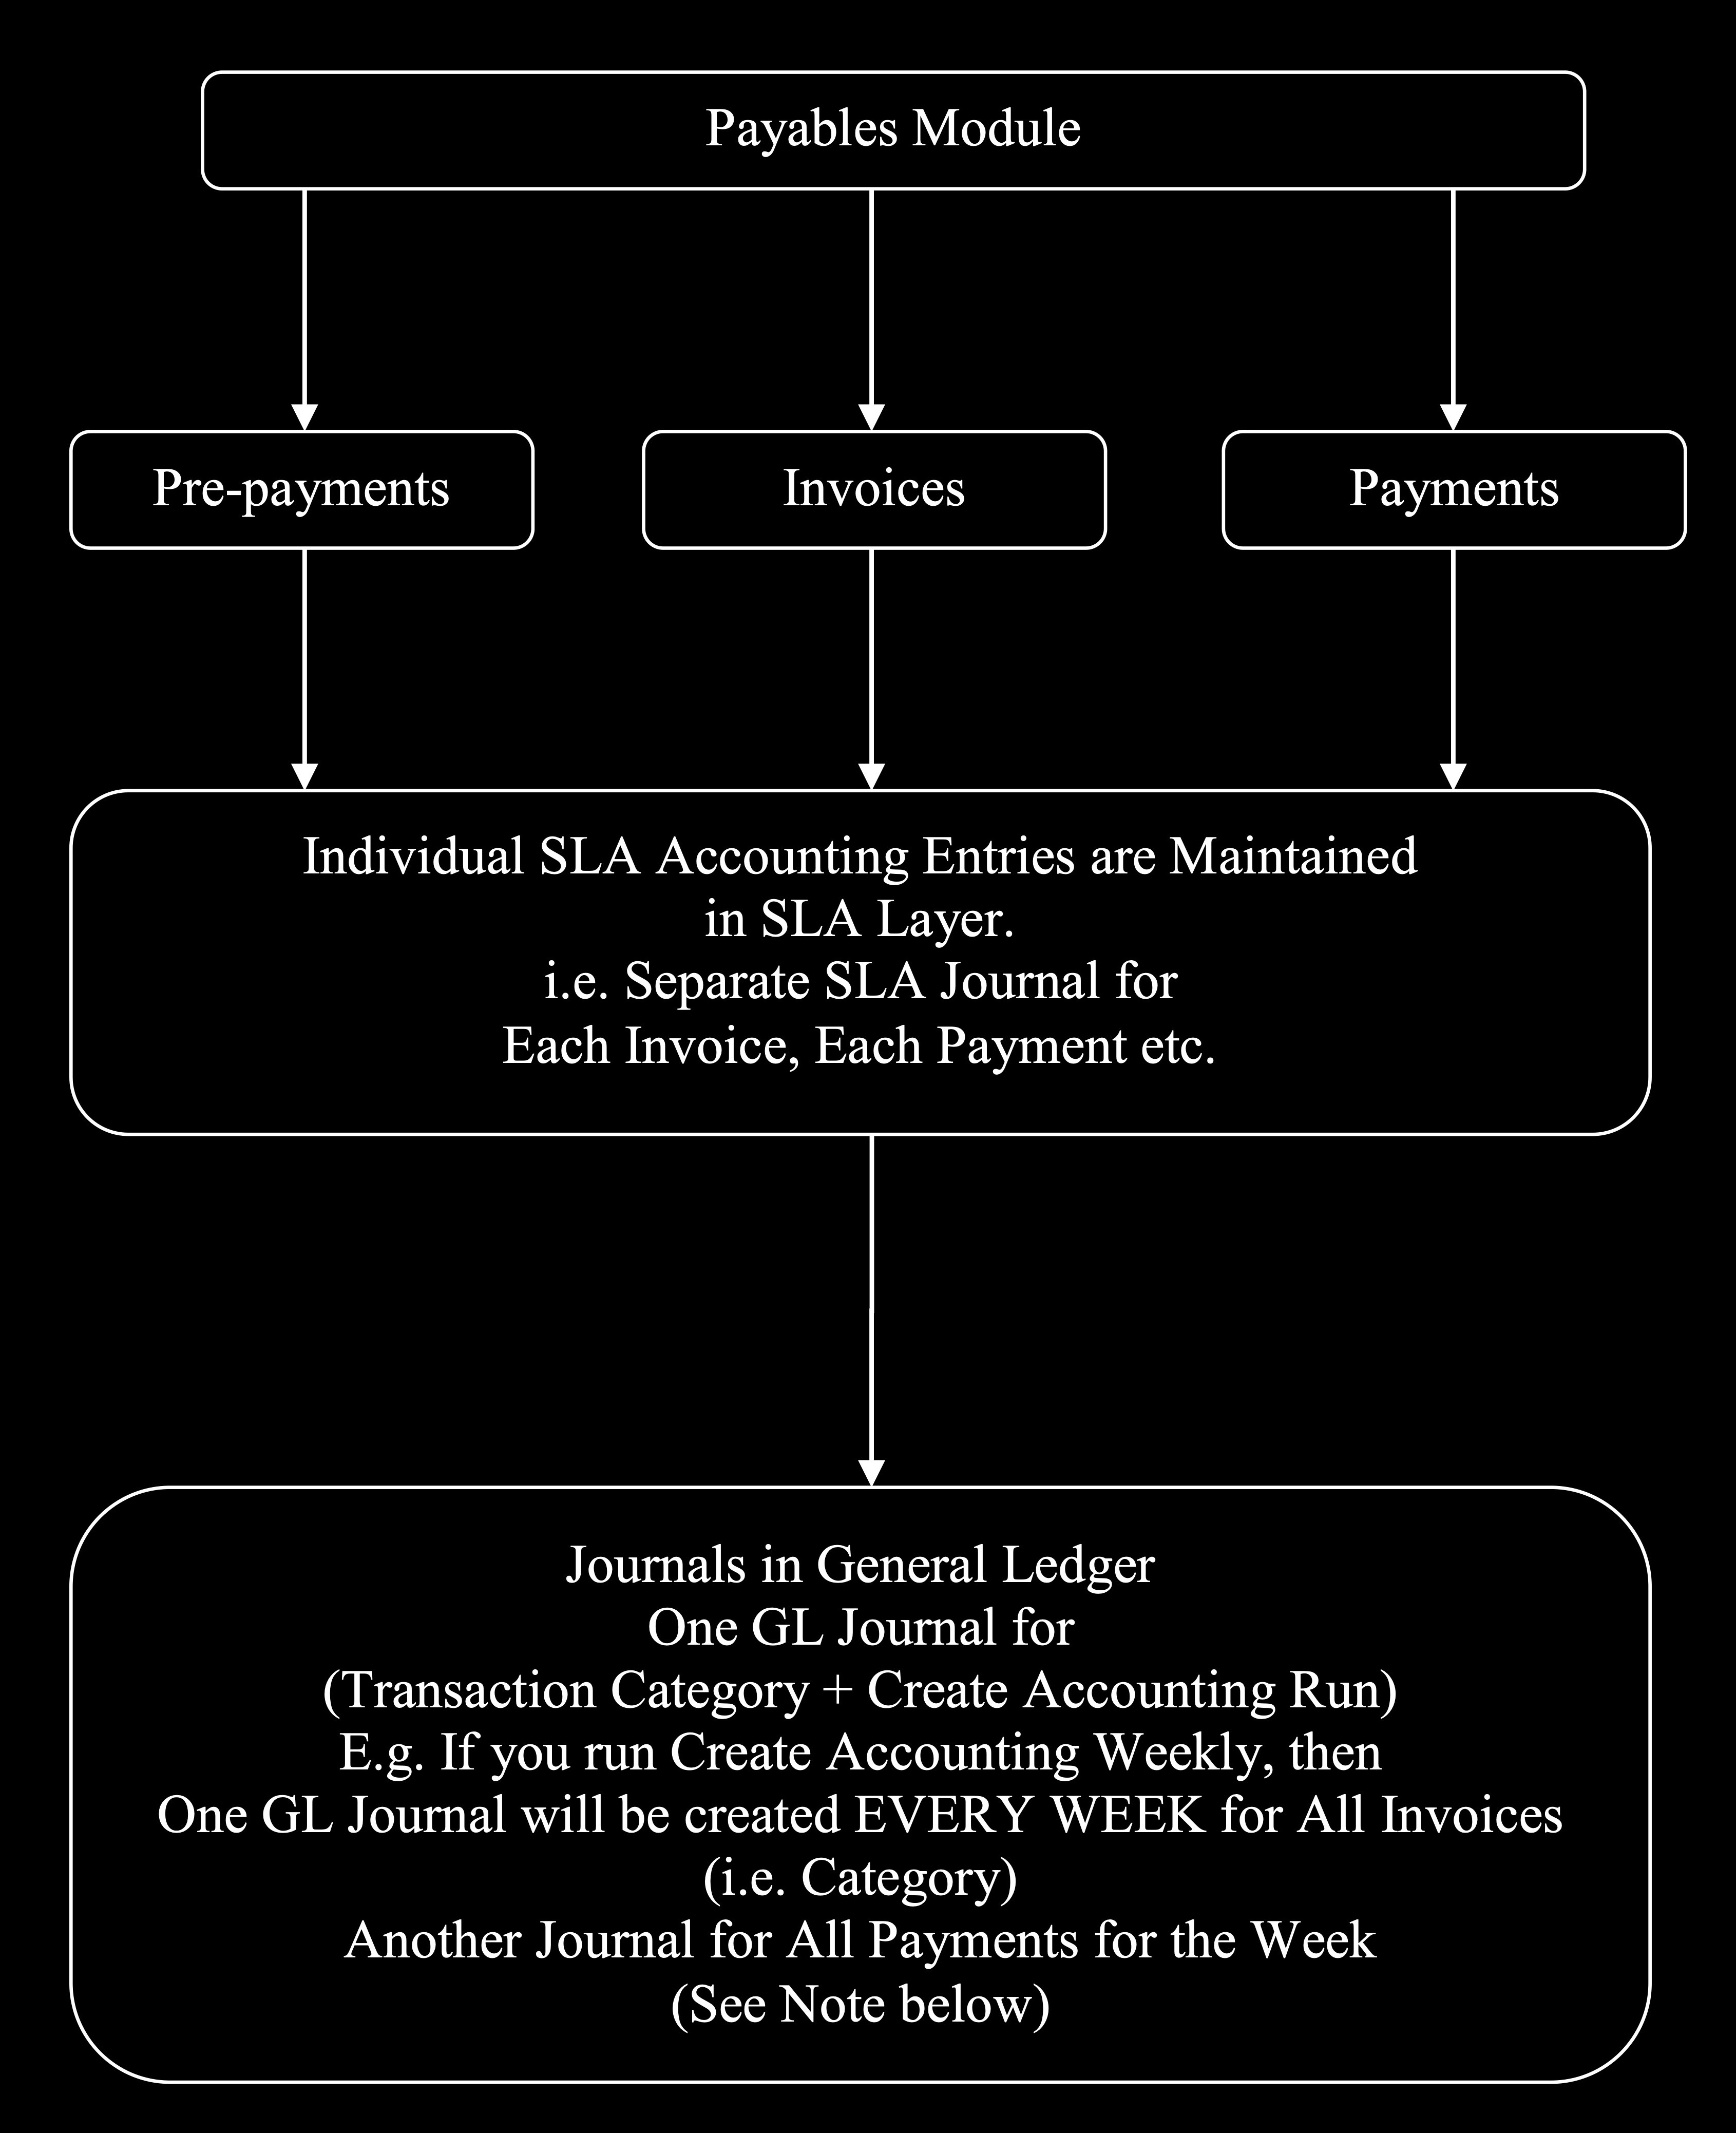 Payables Module
Pre-payments
Invoices
Payments
Individual SLA Accounting Entries are Maintained
in SLA Layer.
i.e. Separate SLA Journal for
Each Invoice, Each Payment etc.
Journals in General Ledger
One GL Journal for
(Transaction Category + Create Accounting Run)
E.g. If you run Create Accounting Weekly, then
One GL Journal will be created EVERY WEEK for All Invoices
(i.e. Category)
Another Journal for All Payments for the Week
(See Note below)